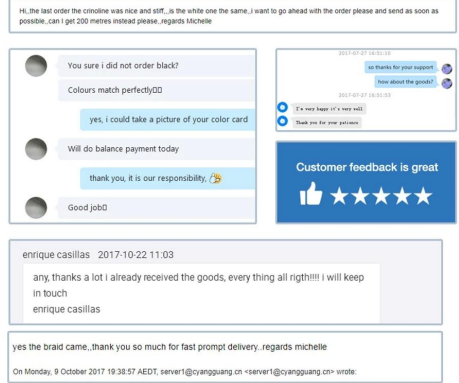 Hi,,the last order the crinoline was nice and stiff,,,is the white one the same,,i want to go ahead with the order please and send as soon as
possible,,can I get 200 metres instead please,,regards Michelle
You sure i did not order black?
Colours match perfectly
yes, i could take a picture of your color card
Will do balance payment today
thank you, it is our responsibility,
Good job
2017-07-27 16:51:16
so thanks for your support
how about the goods?
2017-07-27 16:51:53
I'm very happy it's very well
Thank you for your patience
Customer feedback is great
enrique casillas 2017-10-22 11:03
any, thanks a lot i already received the goods, every thing all rigth!!!! i will keep
in touch
enrique casillas
yes the braid came,,thank you so much for fast prompt delivery..regards michelle
On Monday, 9 October 2017 19:38:57 AEDT, server1@cyangguang.cn <server1@cyangguang.cn> wrote: